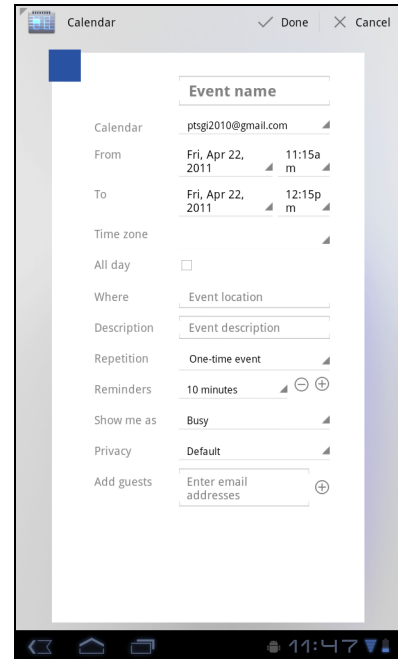 Calendar Done Cancel
Event name
Calendar ptsgi2010@gmail.com
From Fri, Apr 22, 11:15a
2011 m
To Fri, Apr 22, 12:15p
2011 m
Time zone
All day
Where Event location
Description Event description
Repetition One-time event
Reminders 10 minutes
Show me as Busy
Privacy Default
Add guests Enter email
addresses
11:47